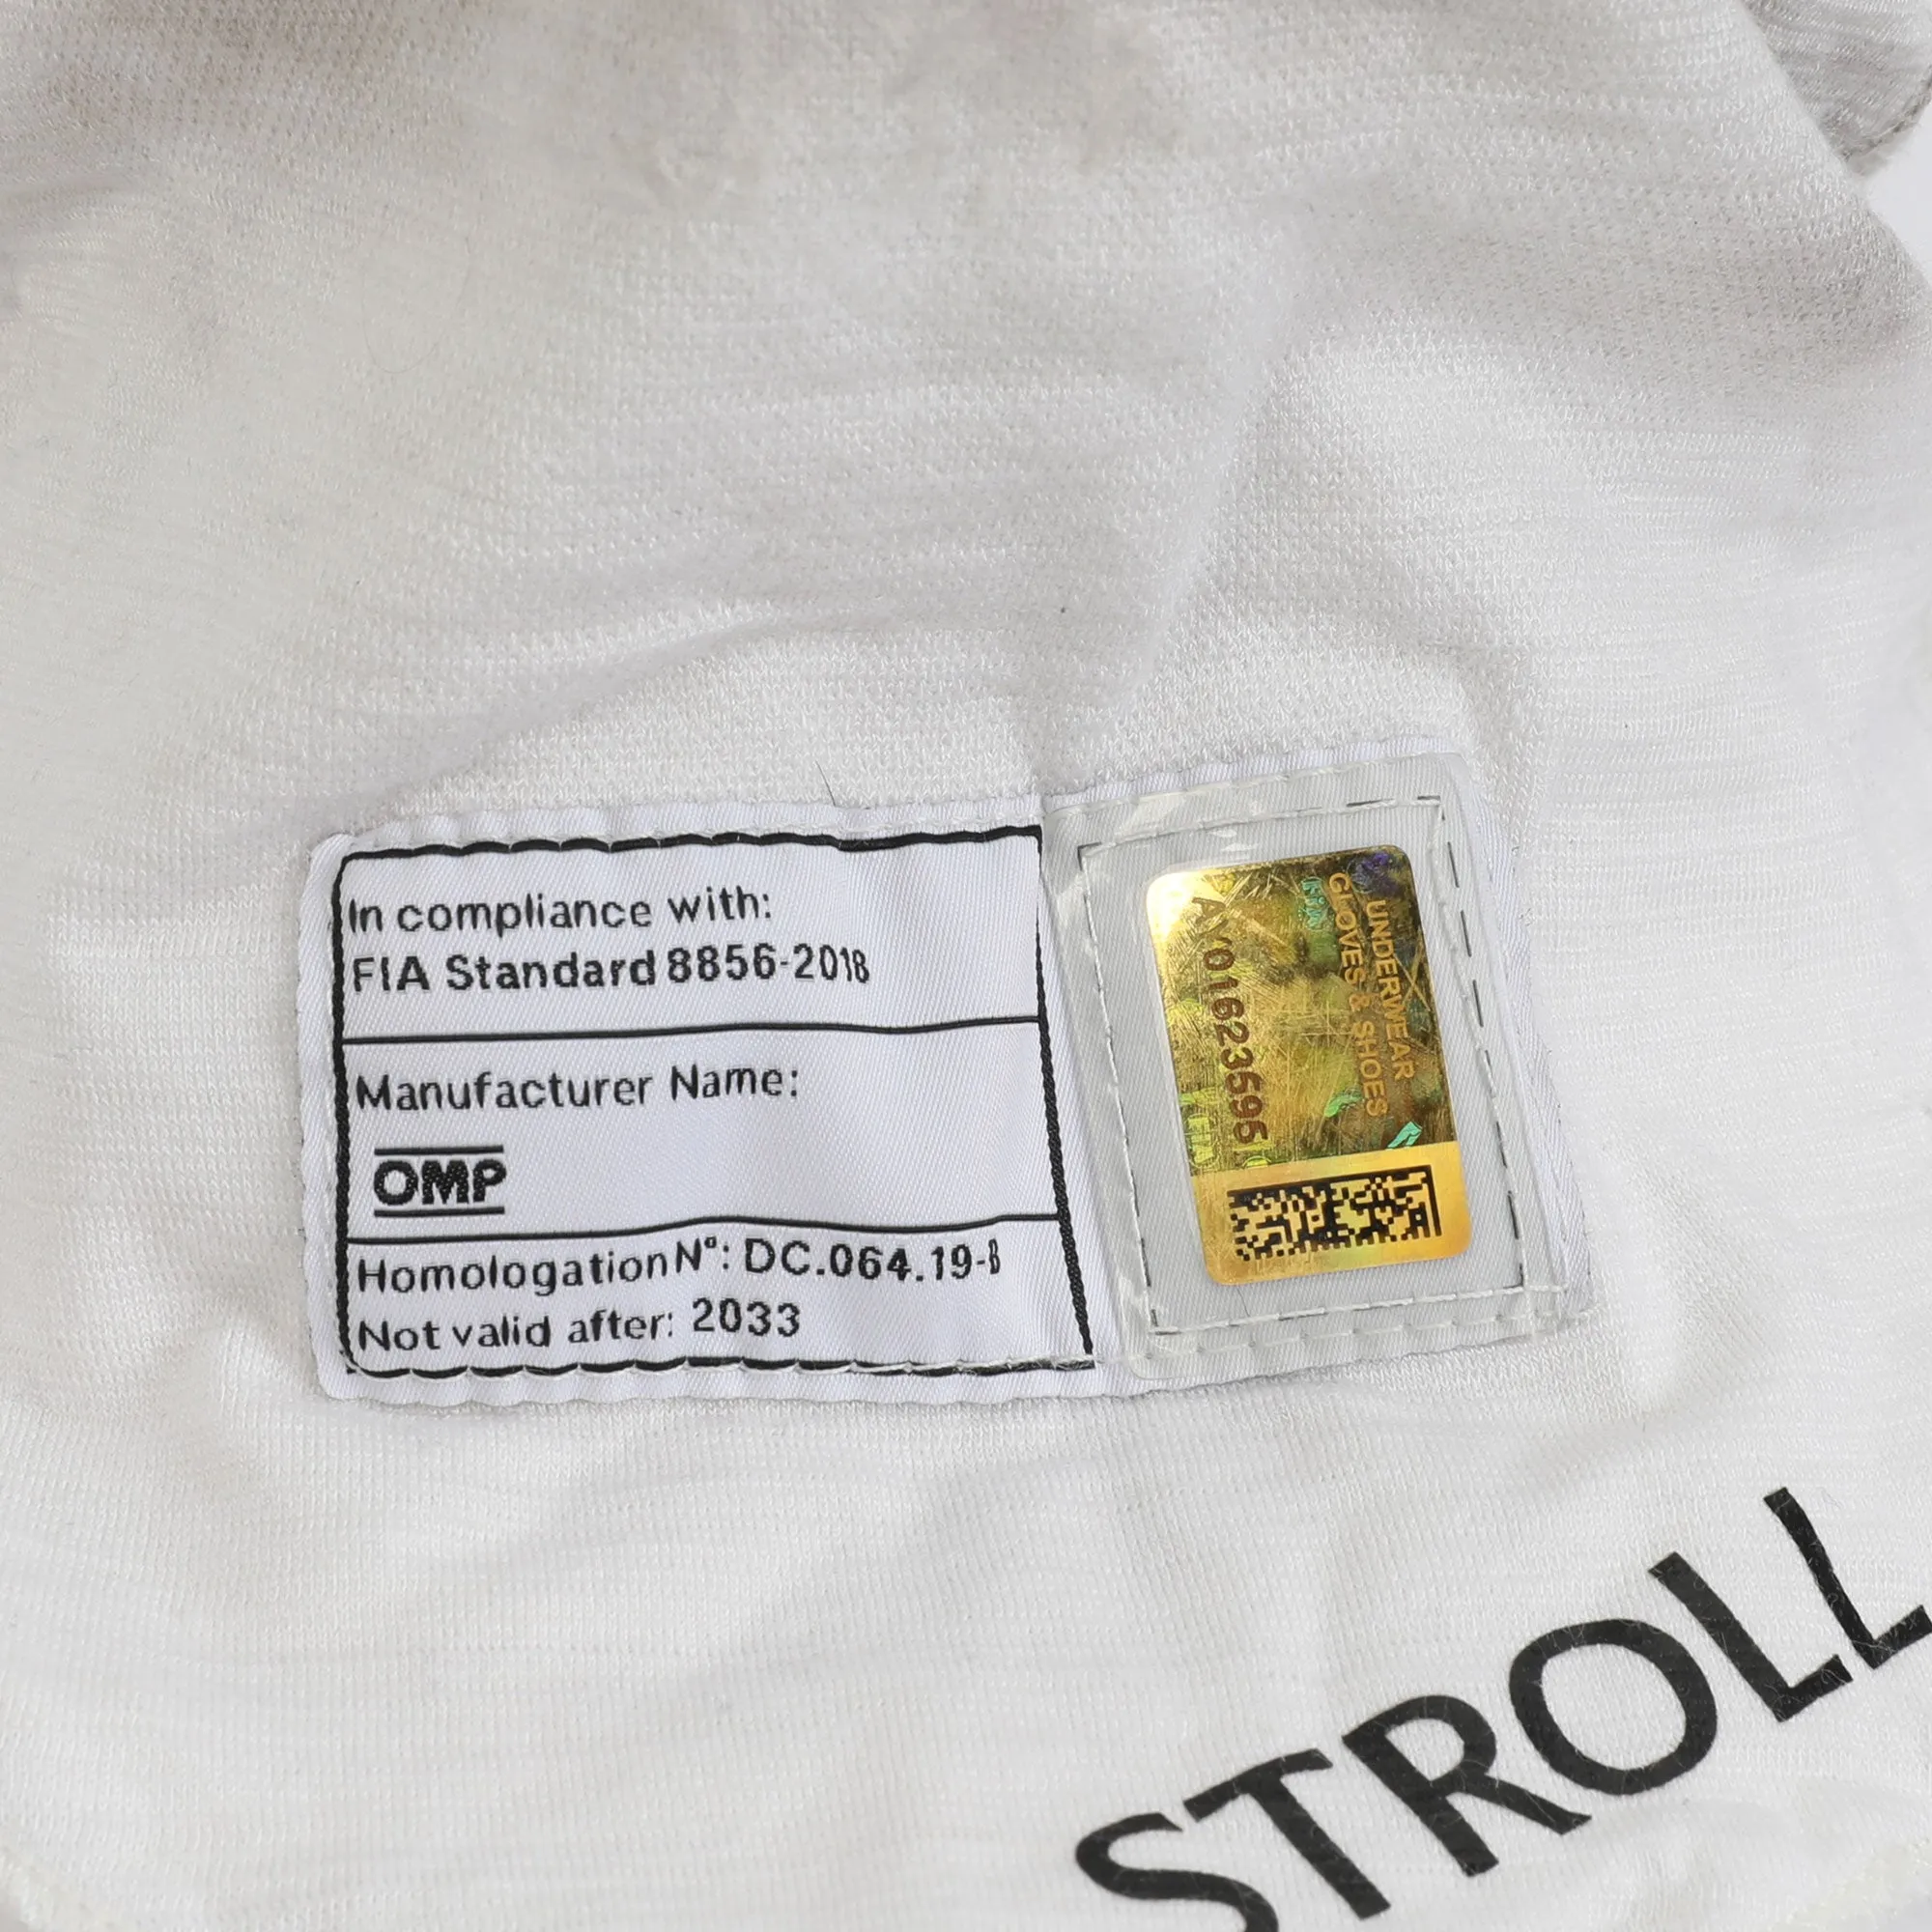 In compliance with:
FIA Standard 8856-2018
Manufacturer Name:
OMP
Homologation N°: DC.064.19-B
Not valid after: 2033
UNDERWEAR
GLOVES & SHOES
AY01623595
STROLL